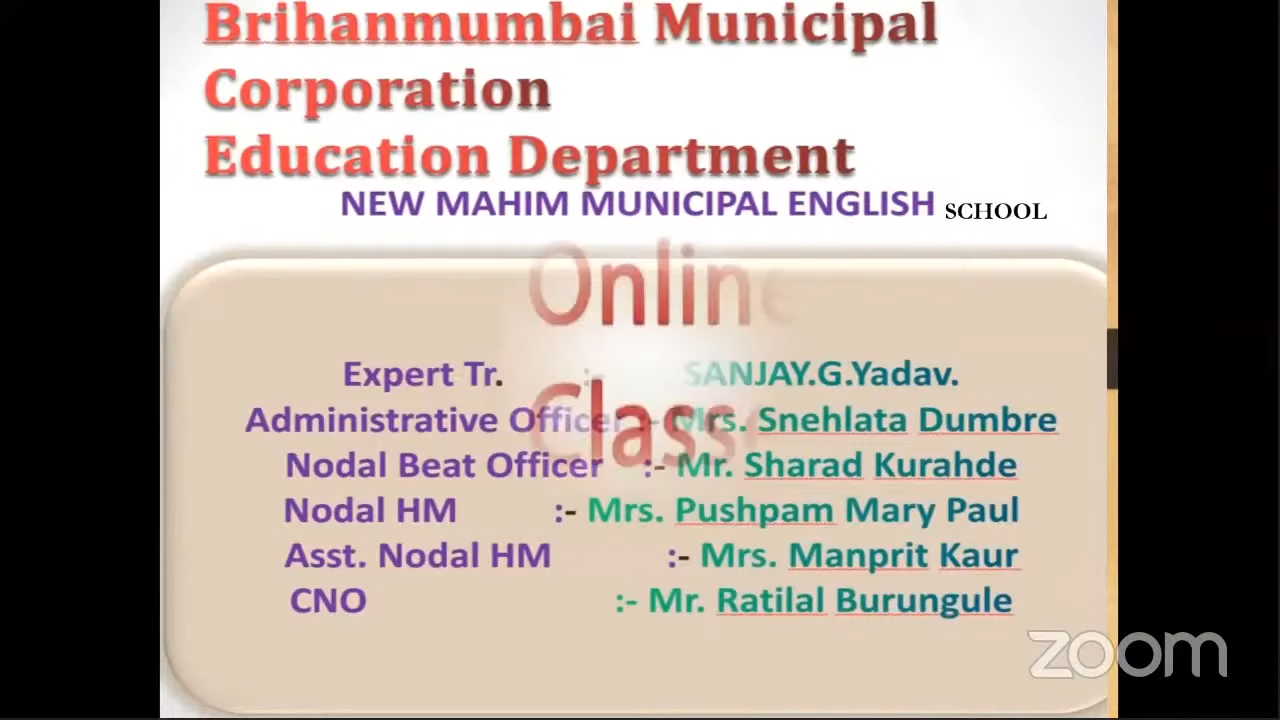 Brihanmumbai Municipal
Corporation
Education Department
NEW MAHIM MUNICIPAL ENGLISH SCHOOL
Online
Expert Tr. :- SANJAY.G.Yadav.
Classe
Administrative Officer :- Mrs. Snehlata Dumbre
Nodal Beat Officer :- Mr. Sharad Kurahde
Nodal HM :- Mrs. Pushpam Mary Paul
Asst. Nodal HM :- Mrs. Manprit Kaur
CNO :- Mr. Ratilal Burungule
zoom